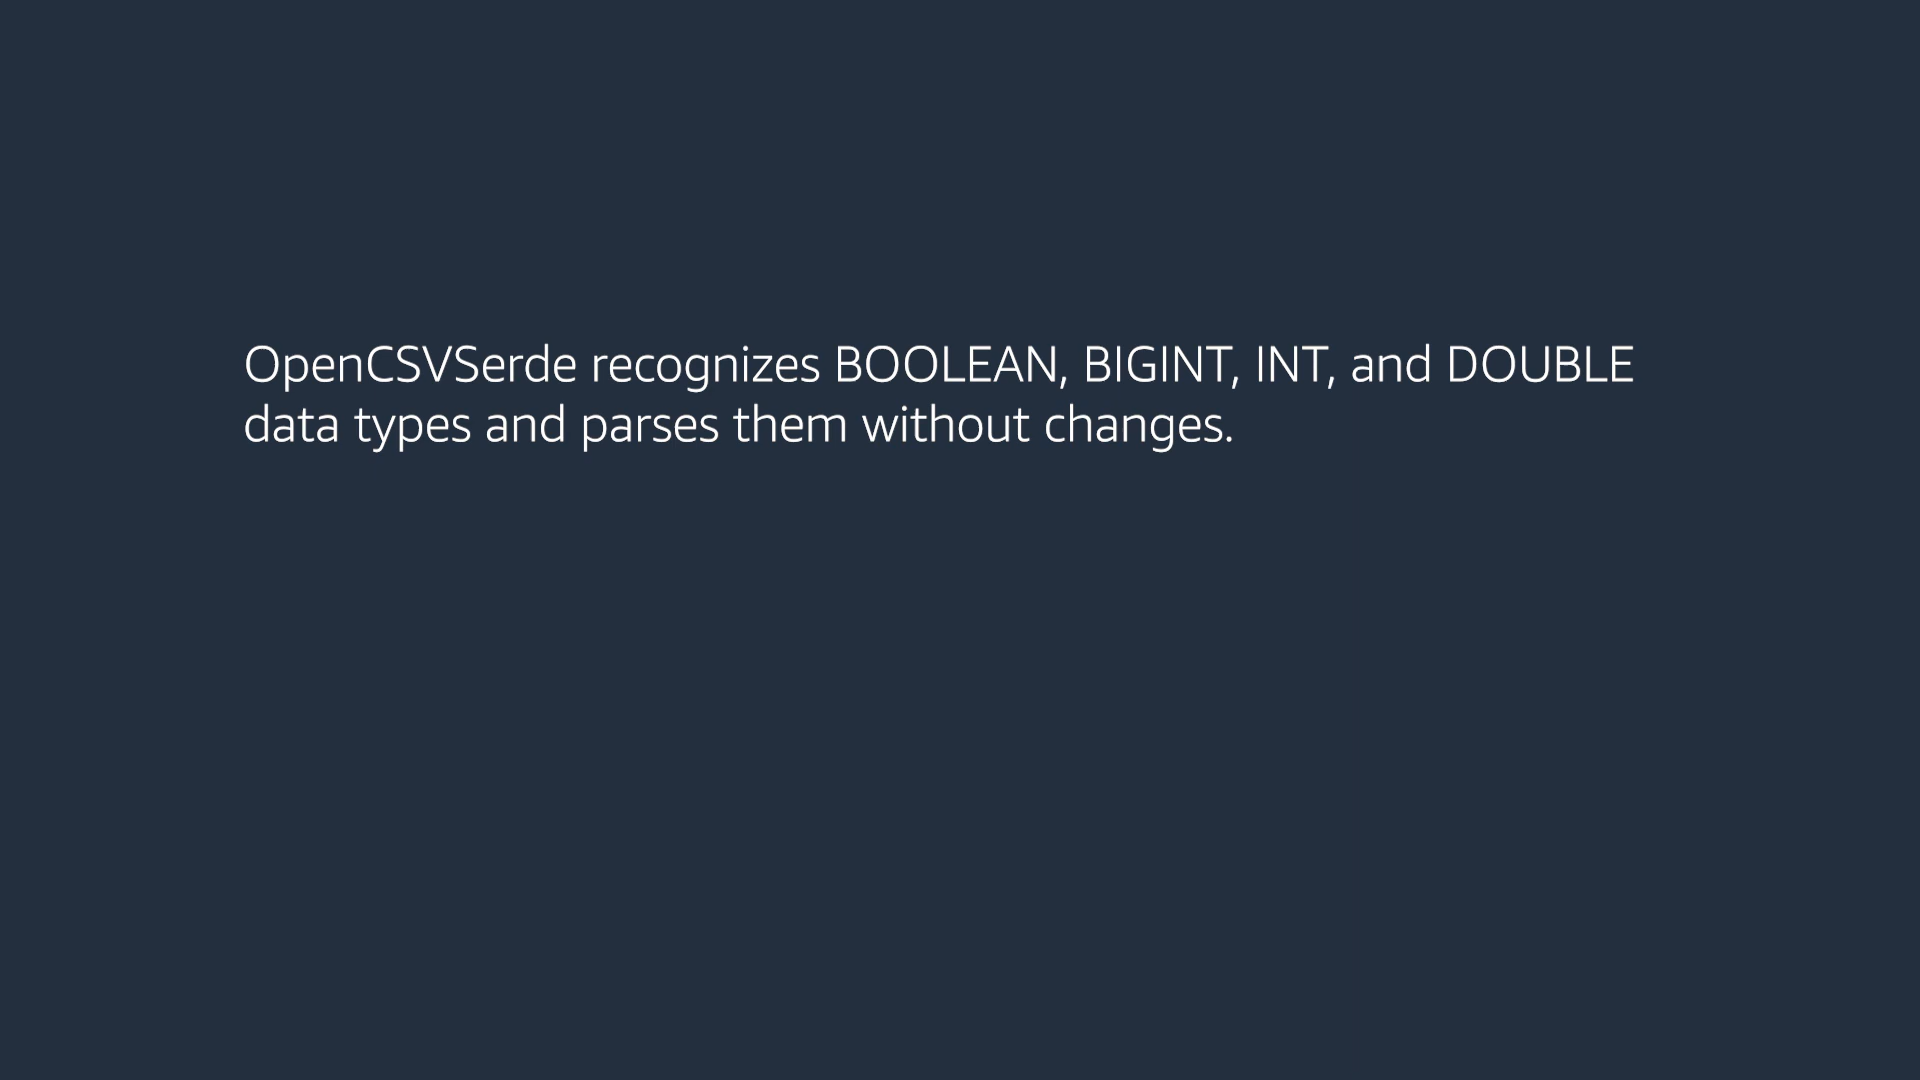 OpenCSVSerde recognizes BOOLEAN, BIGINT, INT, and DOUBLE
data types and parses them without changes.